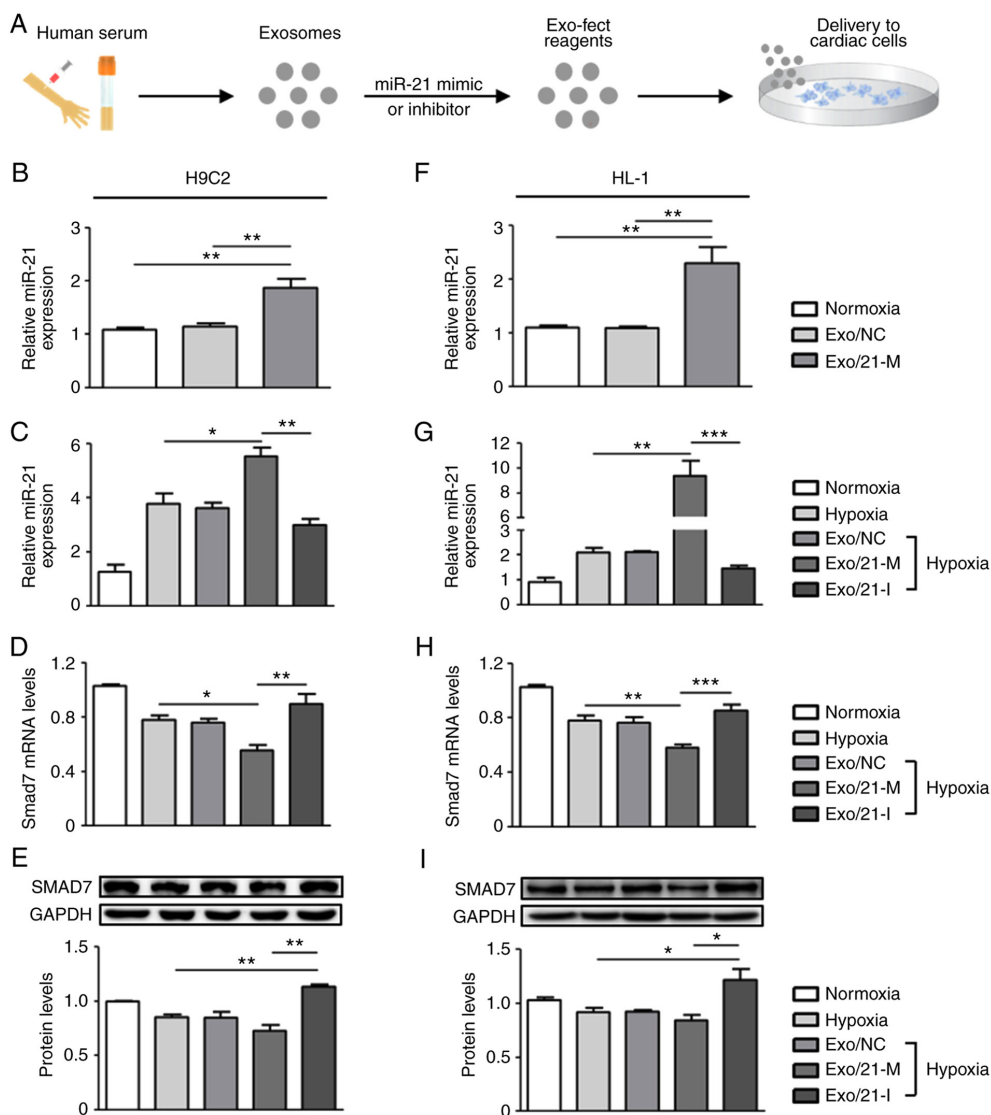 A
Human serum
Exosomes
miR-21 mimic
or inhibitor
Exo-fect
reagents
Delivery to
cardiac cells
B
H9C2
Relative miR-21
expression
3
2
1
0
**
**
F
HL-1
Relative miR-21
expression
3
2
1
0
**
**
Normoxia
Exo/NC
Exo/21-M
C
Relative miR-21
expression
6
4
2
0
*
**
G
Relative miR-21
expression
12
10
8
6
3
2
1
0
**
***
Normoxia
Hypoxia
Exo/NC
Exo/21-M
Exo/21-I
Hypoxia
D
Smad7 mRNA levels
1.2
0.8
0.4
0
*
**
H
Smad7 mRNA levels
1.2
0.8
0.4
0
**
***
Normoxia
Hypoxia
Exo/NC
Exo/21-M
Exo/21-I
Hypoxia
E
SMAD7
GAPDH
Protein levels
1.5
1.0
0.5
0
**
**
I
SMAD7
GAPDH
Protein levels
1.5
1.0
0.5
0
*
*
Normoxia
Hypoxia
Exo/NC
Exo/21-M
Exo/21-I
Hypoxia